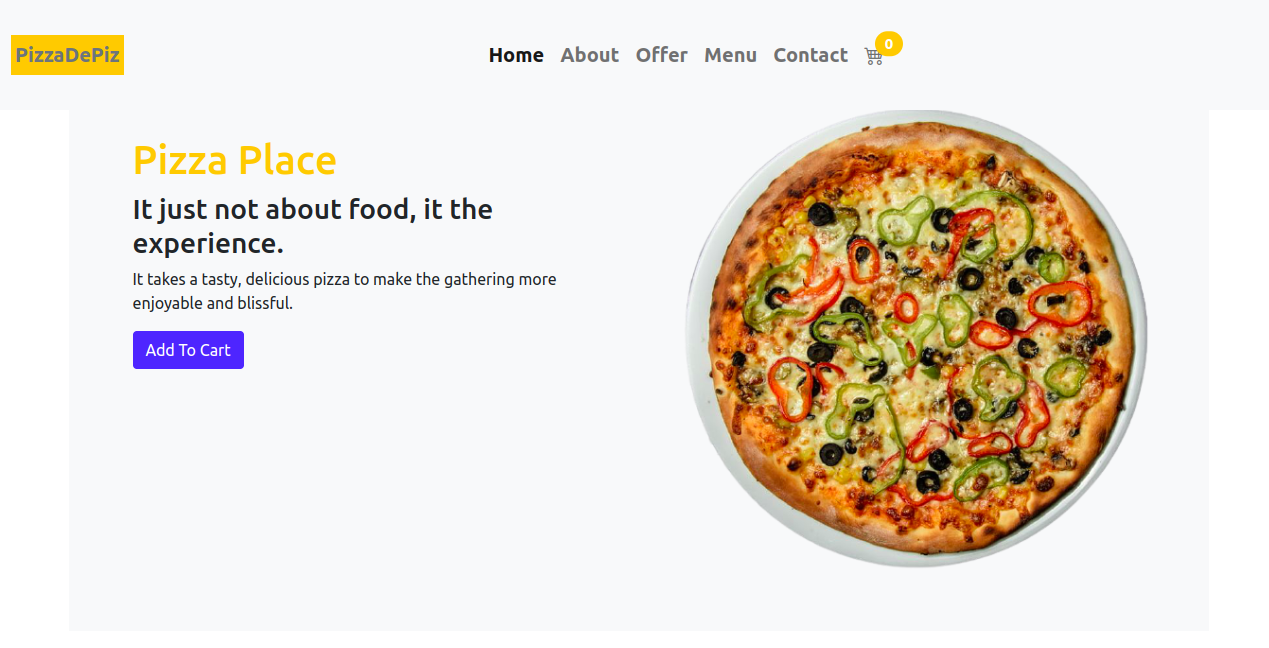 PizzaDePiz
Home About Offer Menu Contact 0
Pizza Place
It just not about food, it the
experience.
It takes a tasty, delicious pizza to make the gathering more
enjoyable and blissful.
Add To Cart